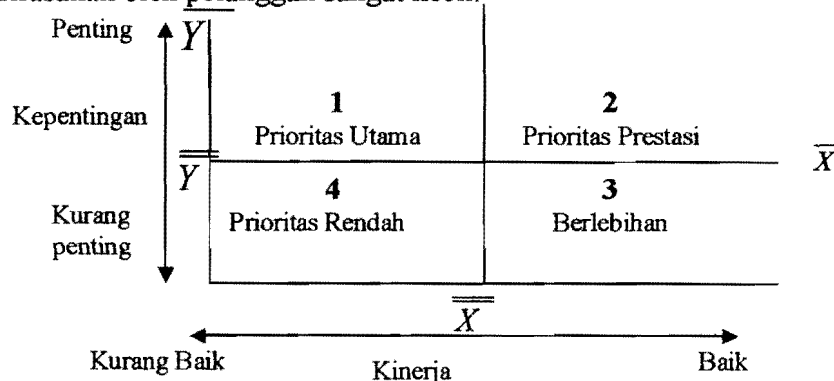 Penting Y̅
Kepentingan
1 2
Prioritas Utama Prioritas Prestasi
X̅
Y̿
4 3
Kurang Prioritas Rendah Berlebihan
penting
X̿
Kurang Baik Kinerja Baik